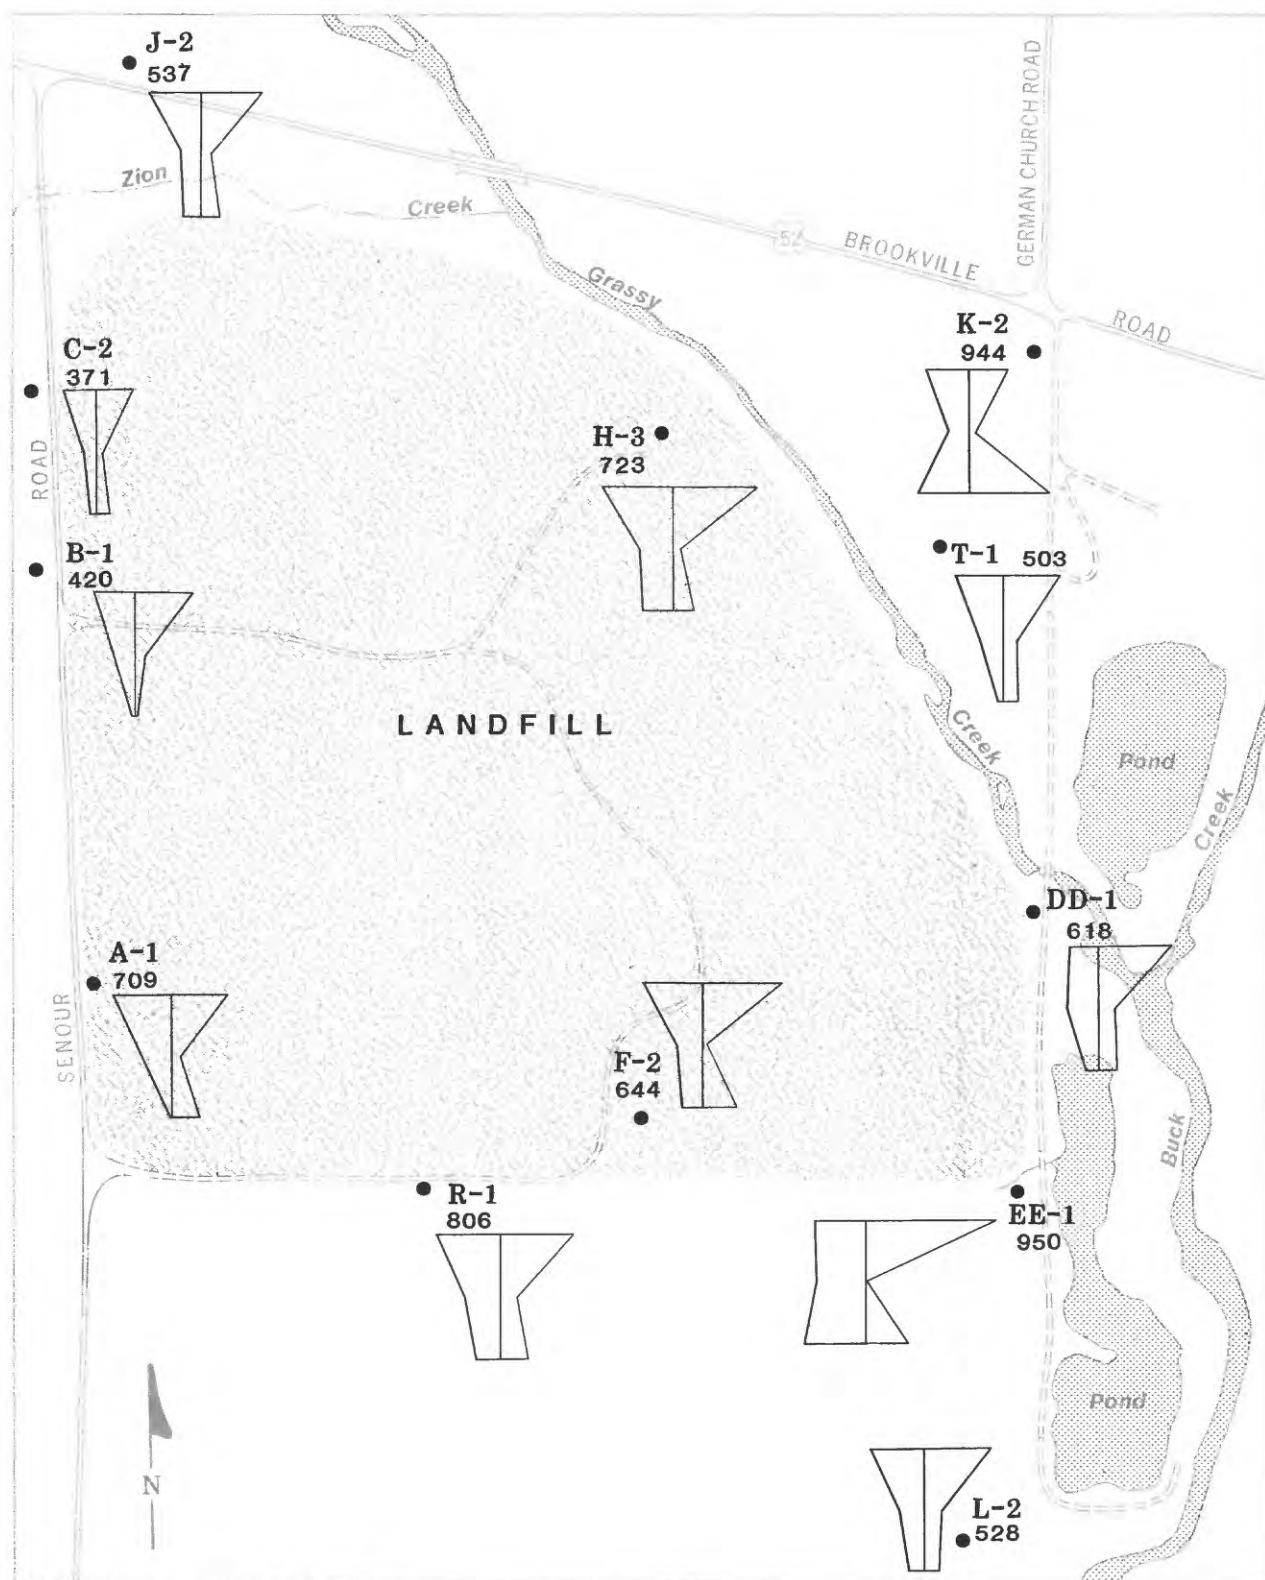 J-2
537
Zion
Creek
GERMAN CHURCH ROAD
52
BROOKVILLE
ROAD
Grassy
K-2
944
C-2
371
H-3
723
ROAD
B-1
420
T-1 503
LANDFILL
Creek
Pond
Creek
DD-1
618
A-1
709
SENOUR
F-2
644
Buck
R-1
806
EE-1
950
Pond
N
L-2
528